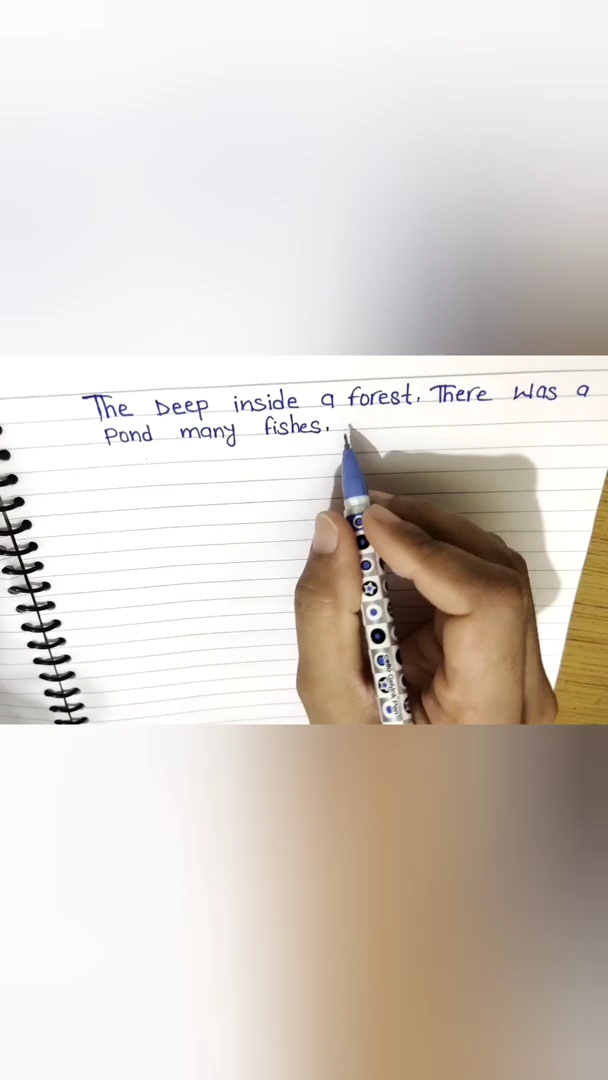 The Deep inside a forest. There was a
Pond many fishes.